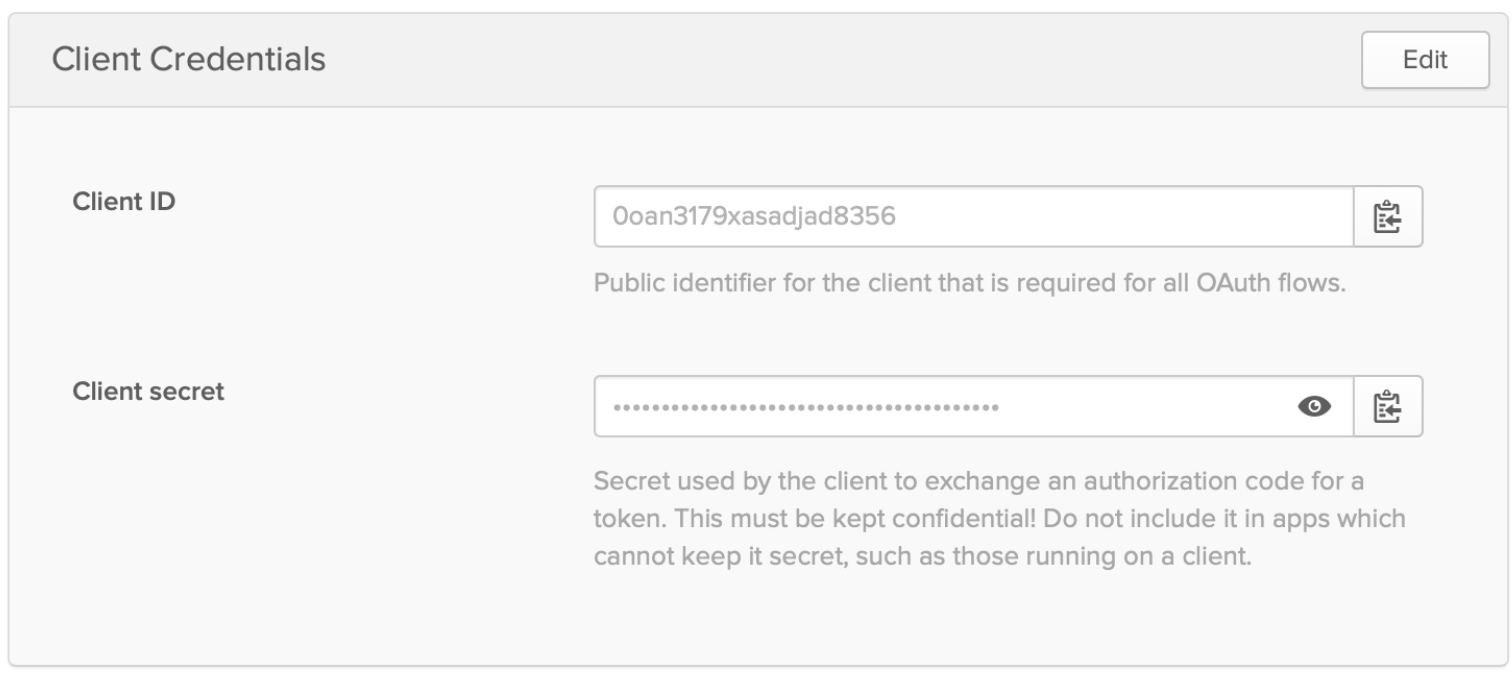 Client Credentials
Edit
Client ID
0oan3179xasadjad8356
Public identifier for the client that is required for all OAuth flows.
Client secret
••••••••••••••••••••••••••••••••••••••••
Secret used by the client to exchange an authorization code for a
token. This must be kept confidential! Do not include it in apps which
cannot keep it secret, such as those running on a client.